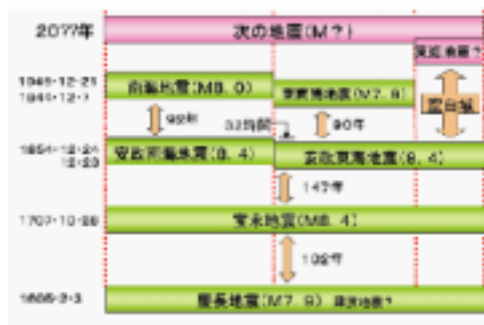 20??年
次の地震(M?)
東海地震?
1946-12-21
1944-12-7
南海地震(M8. 0)
東南海地震(M7. 9)
空白域
92年
32時間
90年
1854-12-24
12-23
安政南海地震(8. 4)
安政東海地震(8. 4)
147年
1707-10-28
宝永地震(M8. 4)
102年
1605-2-3
慶長地震(M7. 9)